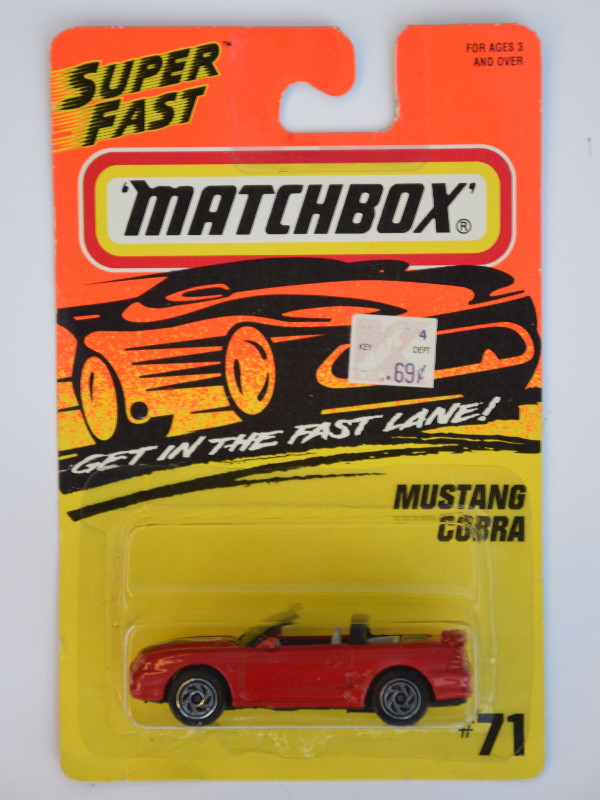 SUPER
FAST™
FOR AGES 3
AND OVER
'MATCHBOX'®
4
KEY DEPT
.69¢
GET IN THE FAST LANE!
MUSTANG
COBRA
#71